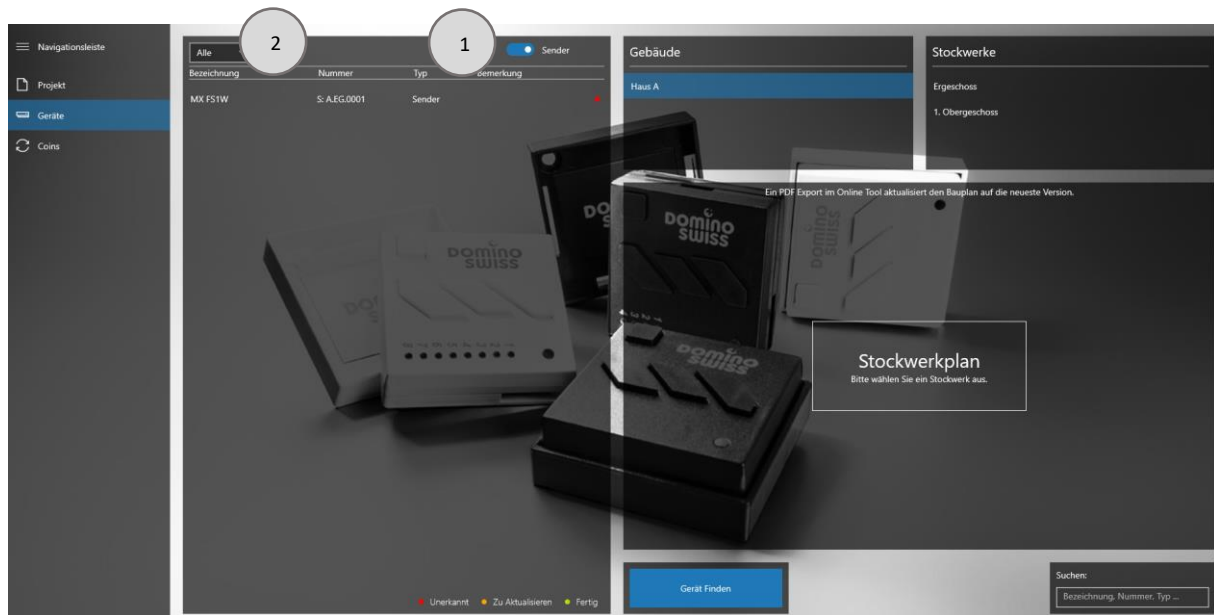 Navigationsleiste
Projekt
Geräte
Coins
2
1
Alle
Sender
Bezeichnung Nummer Typ Bemerkung
MX FS1W S: A.EG.0001 Sender
Unerkannt Zu Aktualisieren Fertig
Gebäude
Haus A
Stockwerke
Ergeschoss
1. Obergeschoss
Ein PDF Export im Online Tool aktualisiert den Bauplan auf die neueste Version.
Stockwerkplan
Bitte wählen Sie ein Stockwerk aus.
Gerät Finden
Suchen:
Bezeichnung, Nummer, Typ ...
DOMINO
SWISS
DOMINO
SWISS
DOMINO
SWISS
DOMINO
SWISS